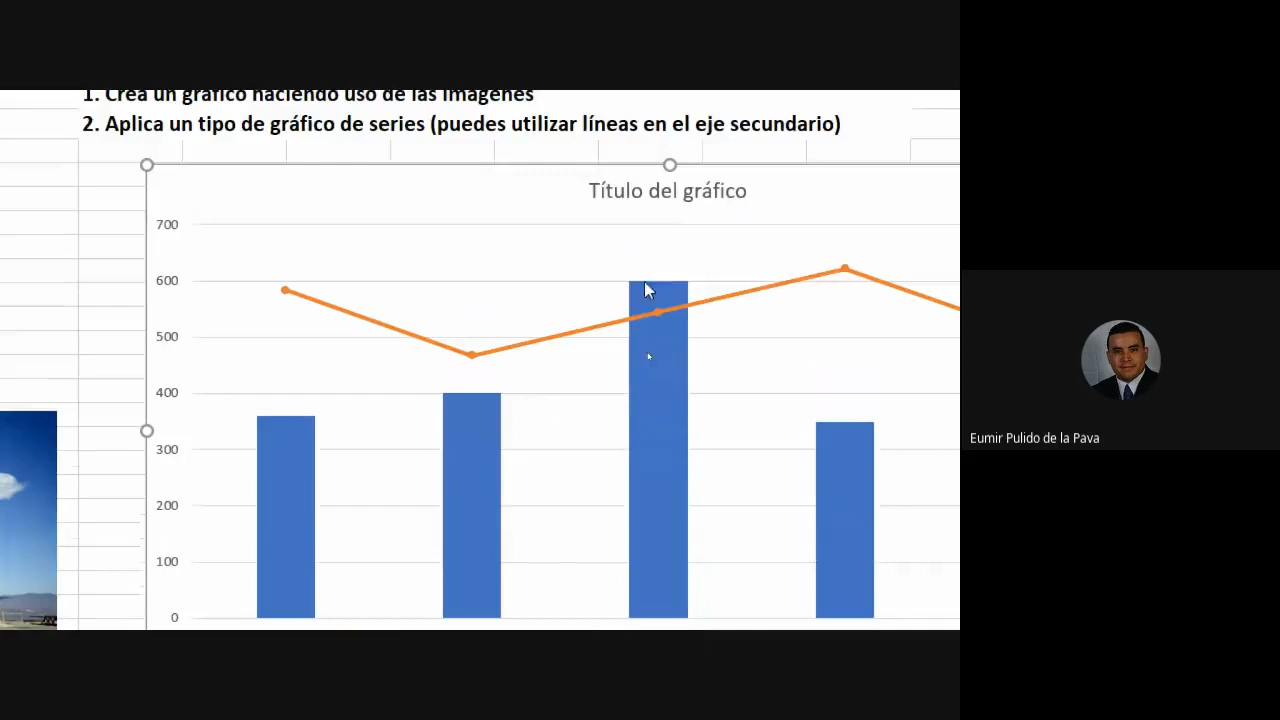 1. Crea un gráfico haciendo uso de las imágenes
2. Aplica un tipo de gráfico de series (puedes utilizar líneas en el eje secundario)
Título del gráfico
700
600
500
400
300
200
100
0
Eumir Pulido de la Pava